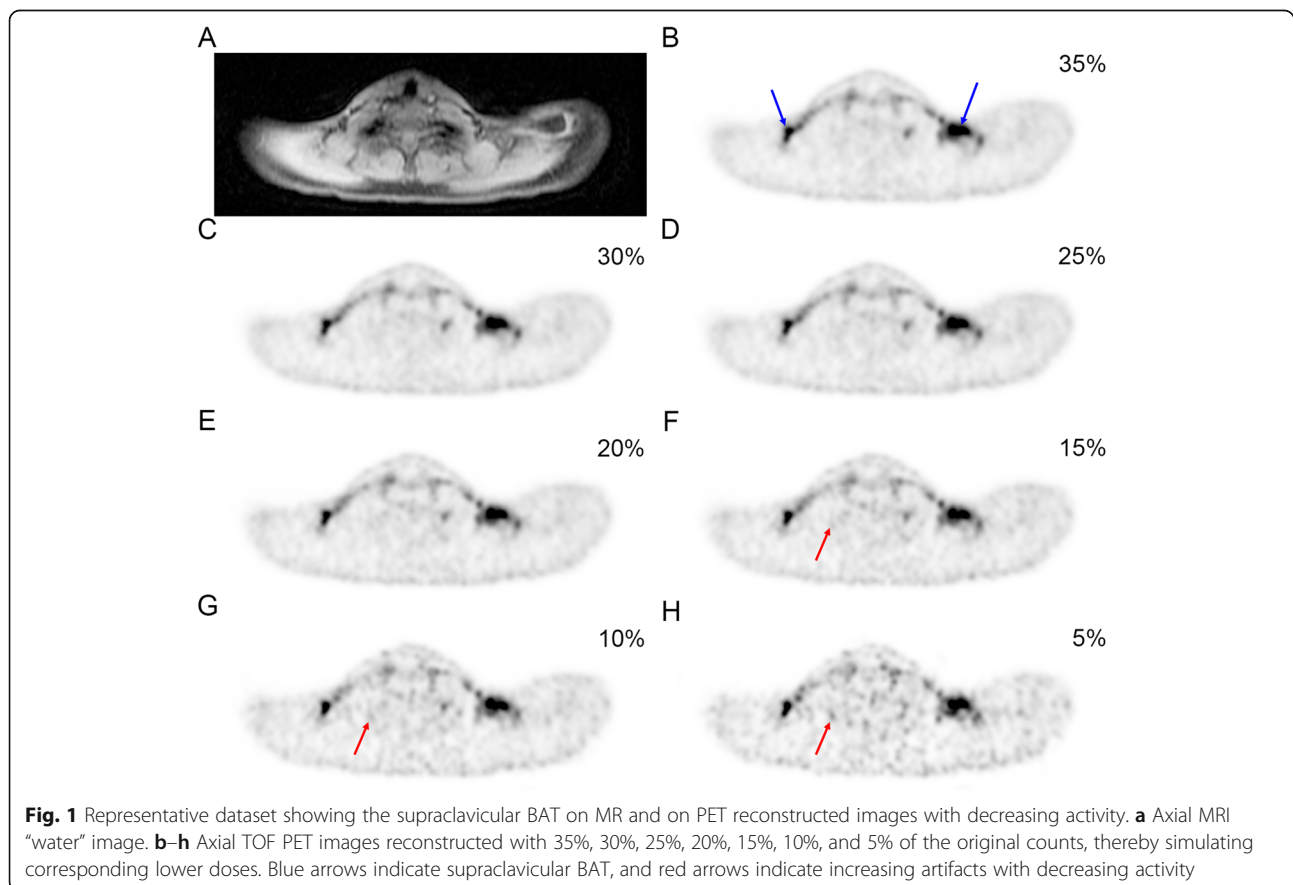 A
B
35%
C
30%
D
25%
E
20%
F
15%
G
10%
H
5%
Fig. 1 Representative dataset showing the supraclavicular BAT on MR and on PET reconstructed images with decreasing activity. a Axial MRI
“water” image. b–h Axial TOF PET images reconstructed with 35%, 30%, 25%, 20%, 15%, 10%, and 5% of the original counts, thereby simulating
corresponding lower doses. Blue arrows indicate supraclavicular BAT, and red arrows indicate increasing artifacts with decreasing activity